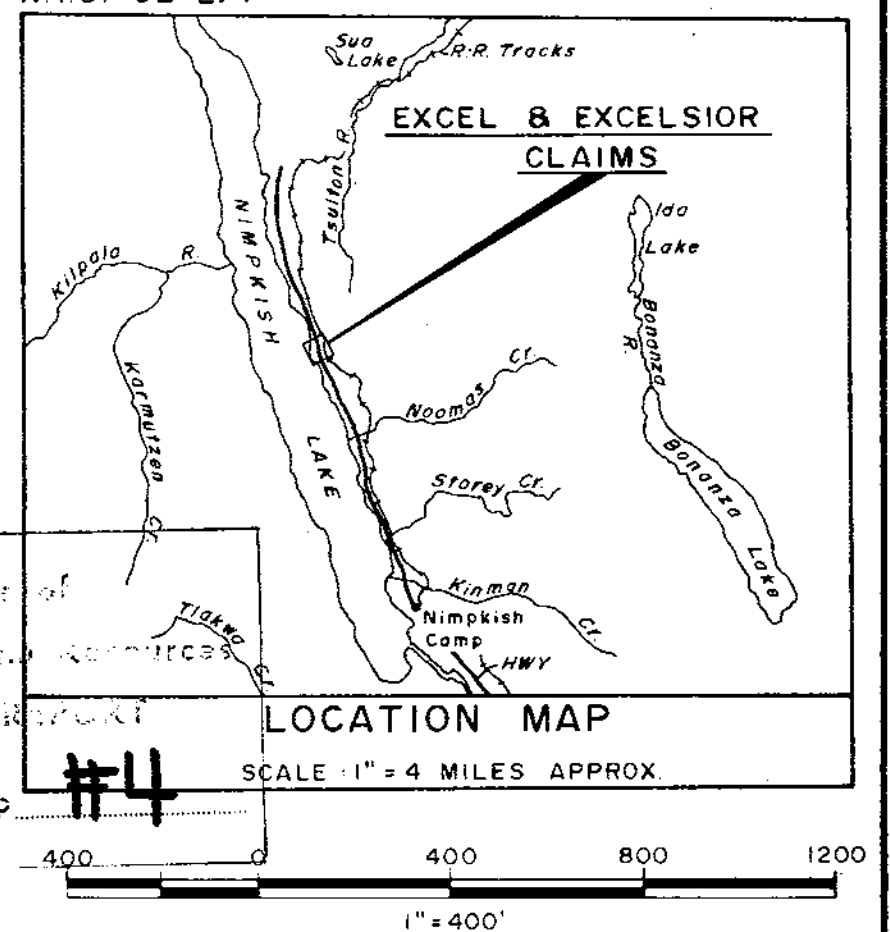 Sua
Lake
R.R. Tracks
EXCEL & EXCELSIOR
CLAIMS
Tsulton R.
Ida
Lake
NIMPKISH
LAKE
Kilpala R.
Bonanza
R.
Karmutzen
Cr.
Noomas Cr.
Bonanza Lake
Storey Cr.
Kinman
Cr.
Nimpkish
Camp
Tlakwa
Cr.
HWY
of
LOCATION MAP
SCALE : 1" = 4 MILES APPROX.
#4
400 0 400 800 1200
1" = 400'